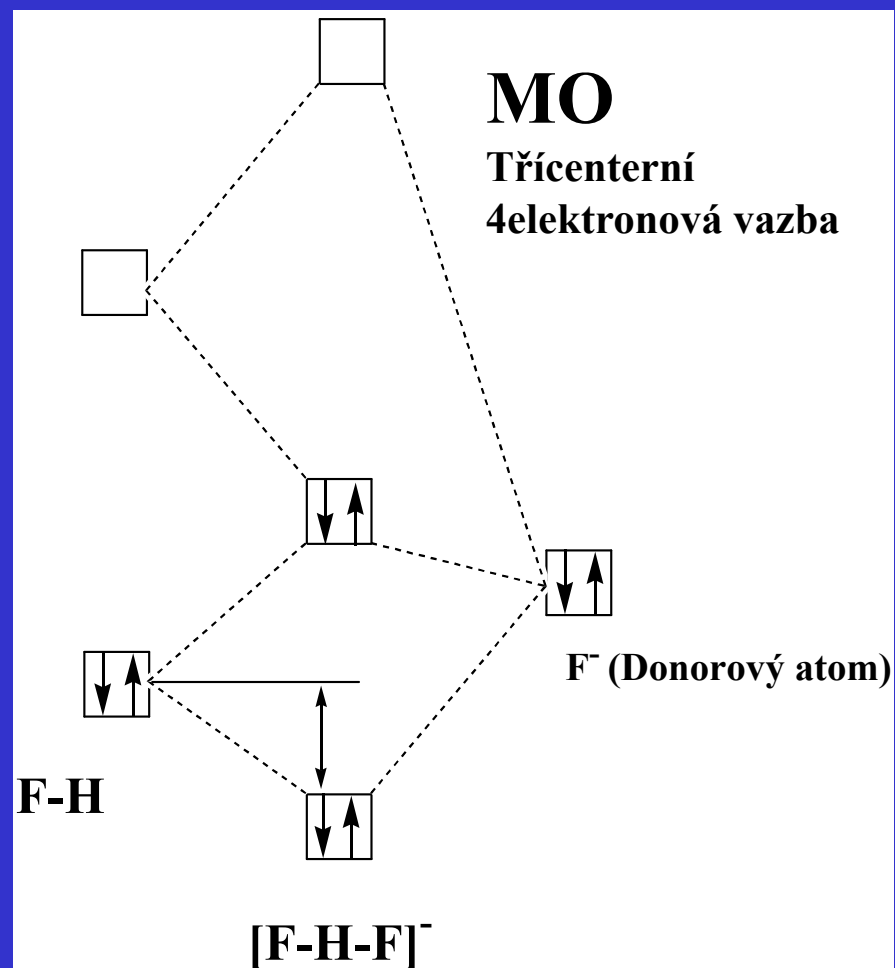 MO
Třícenterní
4elektronová vazba
F⁻ (Donorový atom)
F-H
[F-H-F]⁻